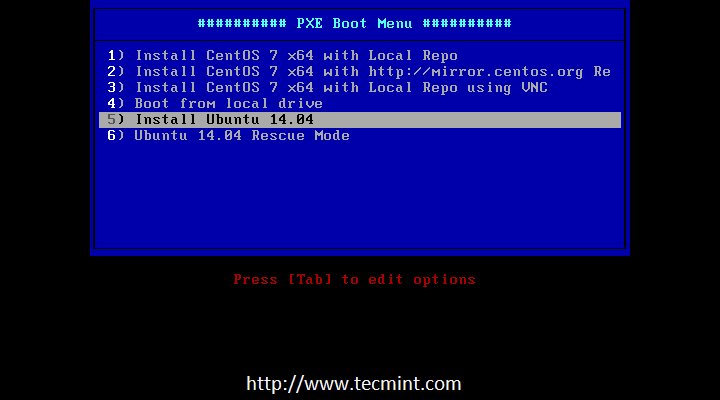 ########## PXE Boot Menu ##########
1) Install CentOS 7 x64 with Local Repo
2) Install CentOS 7 x64 with http://mirror.centos.org Re
3) Install CentOS 7 x64 with Local Repo using VNC
4) Boot from local drive
5) Install Ubuntu 14.04
6) Ubuntu 14.04 Rescue Mode
Press [Tab] to edit options
http://www.tecmint.com